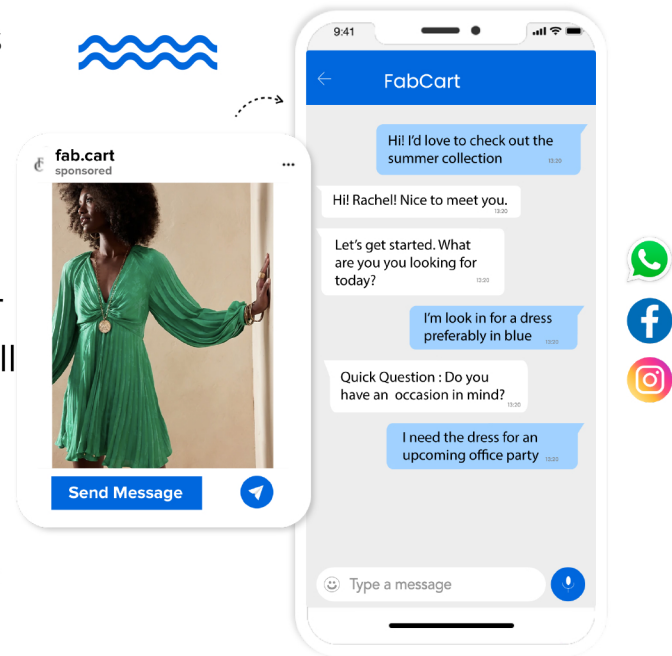 s
ll
fab.cart
sponsored
Send Message
9:41
FabCart
Hi! I'd love to check out the
summer collection
13:20
Hi! Rachel! Nice to meet you.
13:20
Let's get started. What
are you you looking for
today?
13:20
I'm look in for a dress
preferably in blue
13:20
Quick Question : Do you
have an occasion in mind?
13:20
I need the dress for an
upcoming office party
13:20
Type a message